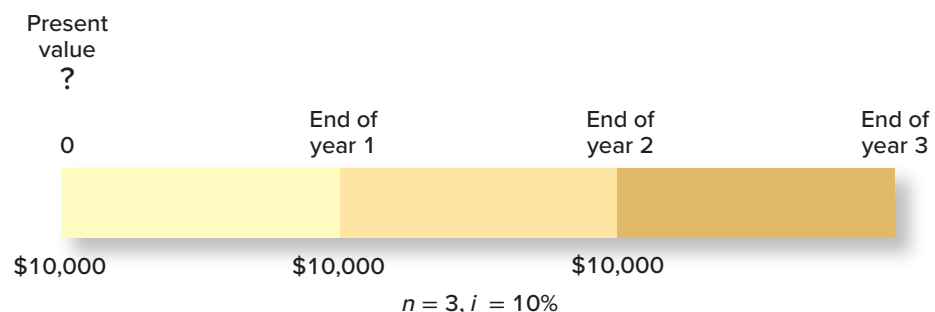 Present
value
?
0
End of
year 1
End of
year 2
End of
year 3
$10,000
$10,000
$10,000
n = 3, i = 10%